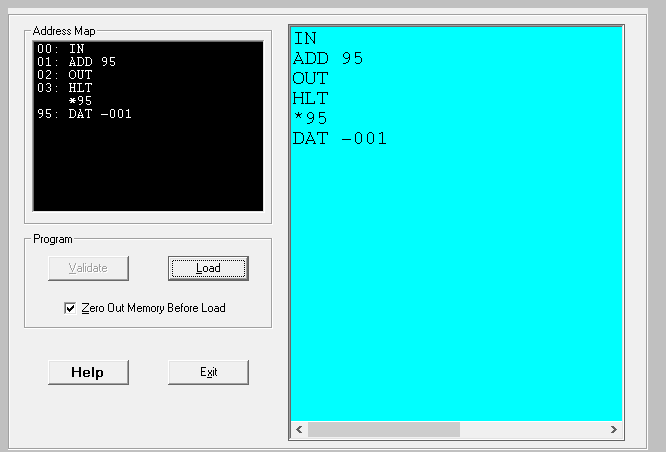 Address Map
00: IN
01: ADD 95
02: OUT
03: HLT
*95
95: DAT -001
Program
Validate
Load
Zero Out Memory Before Load
Help
Exit
IN
ADD 95
OUT
HLT
*95
DAT -001